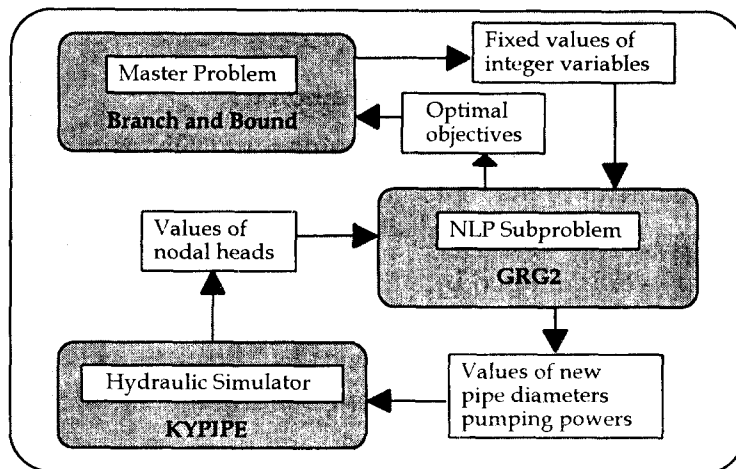 Master Problem
Branch and Bound
Fixed values of
integer variables
Optimal
objectives
Values of
nodal heads
NLP Subproblem
GRG2
Hydraulic Simulator
KYPIPE
Values of new
pipe diameters
pumping powers